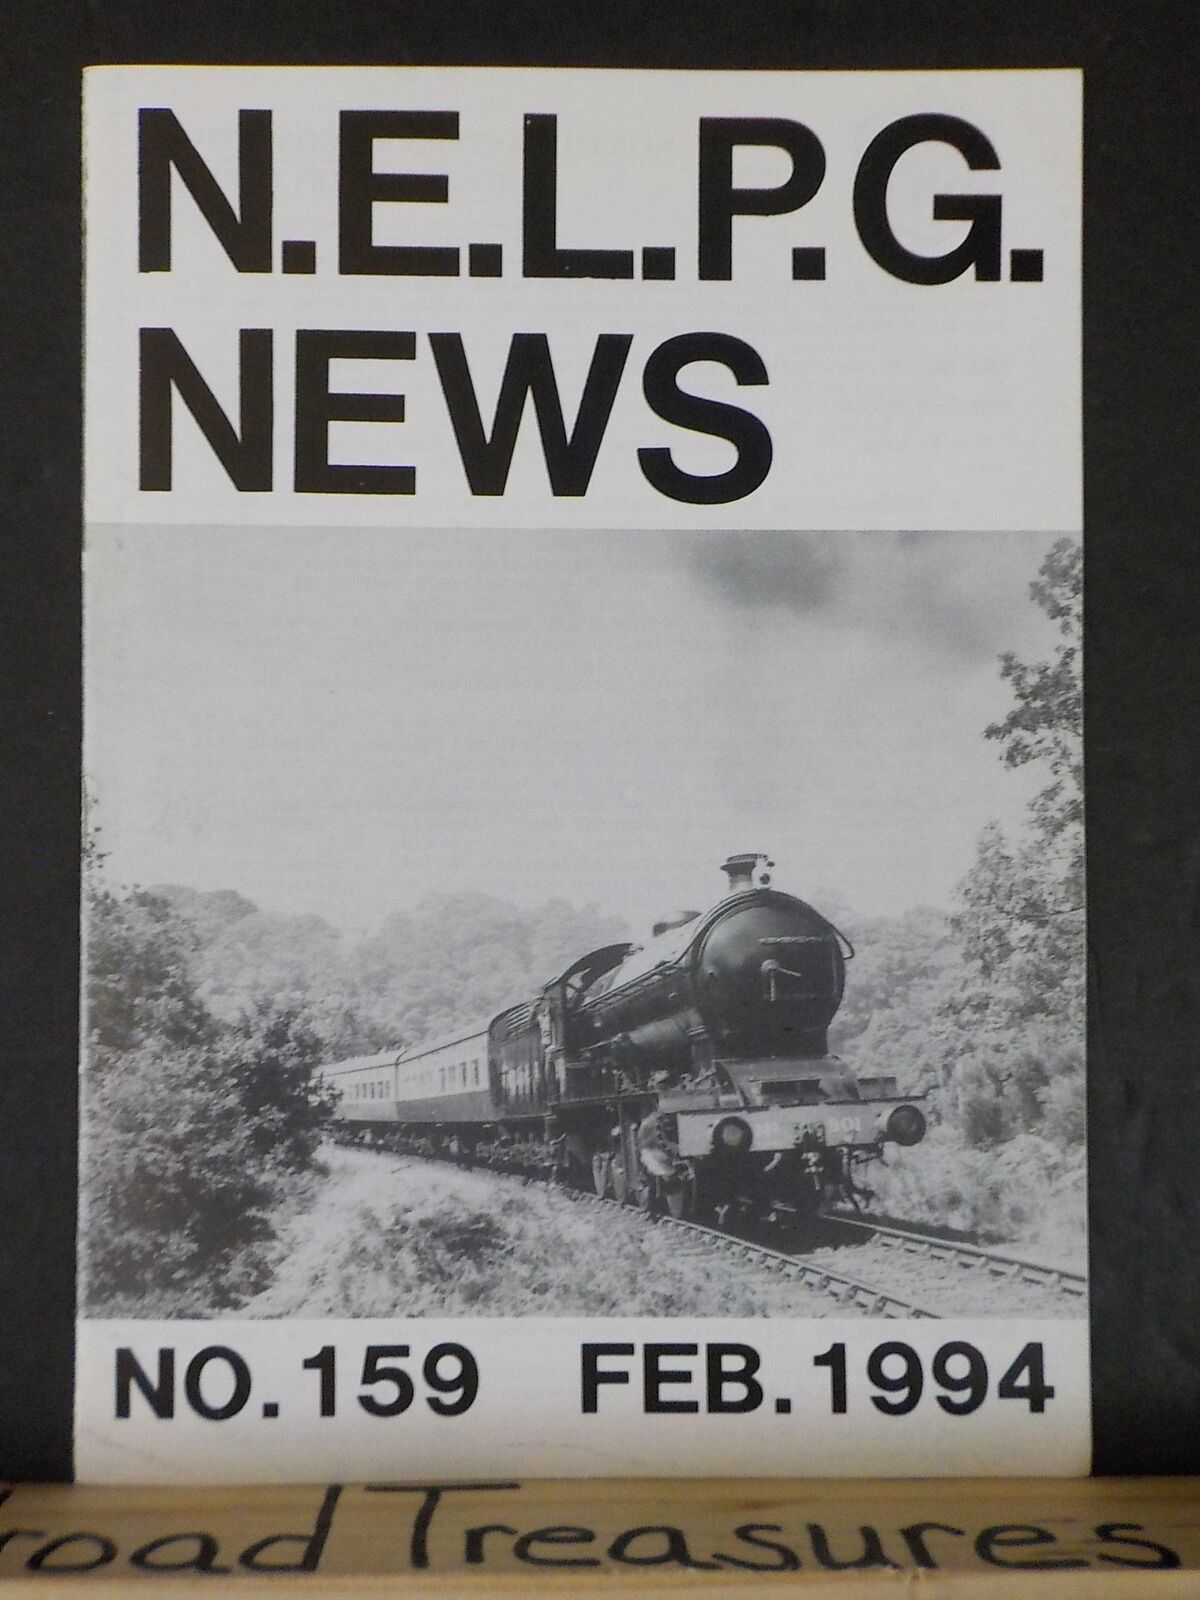 N.E.L.P.G.
NEWS
NO. 159 FEB. 1994
road Treasures